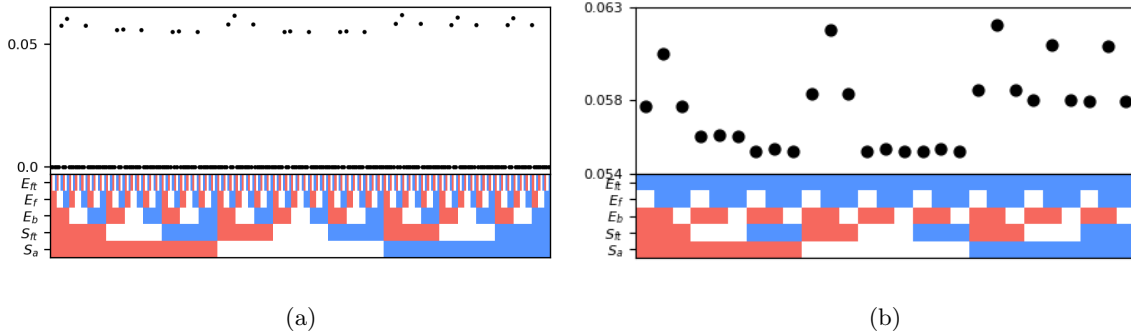 0.05
0.0
E_ft
E_f
E_b
S_ft
S_a
(a)
0.063
0.058
0.054
E_ft
E_f
E_b
S_ft
S_a
(b)